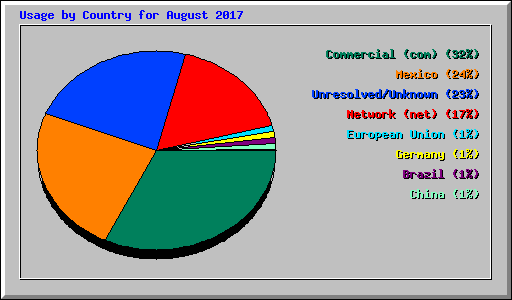 Usage by Country for August 2017
Commercial (com) (32%)
Mexico (24%)
Unresolved/Unknown (23%)
Network (net) (17%)
European Union (1%)
Germany (1%)
Brazil (1%)
China (1%)